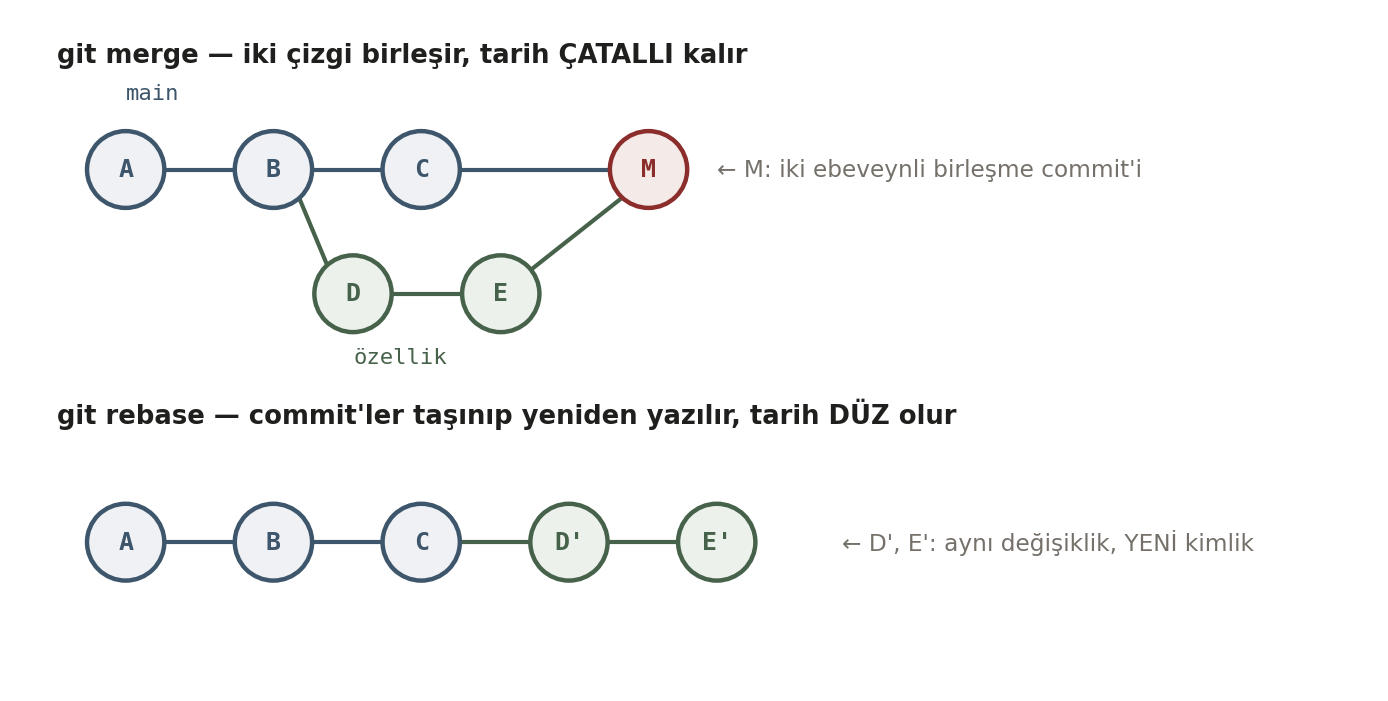 git merge — iki çizgi birleşir, tarih ÇATALLI kalır
main
A B C M ← M: iki ebeveynli birleşme commit'i
D E
özellik
git rebase — commit'ler taşınıp yeniden yazılır, tarih DÜZ olur
A B C D' E' ← D', E': aynı değişiklik, YENİ kimlik